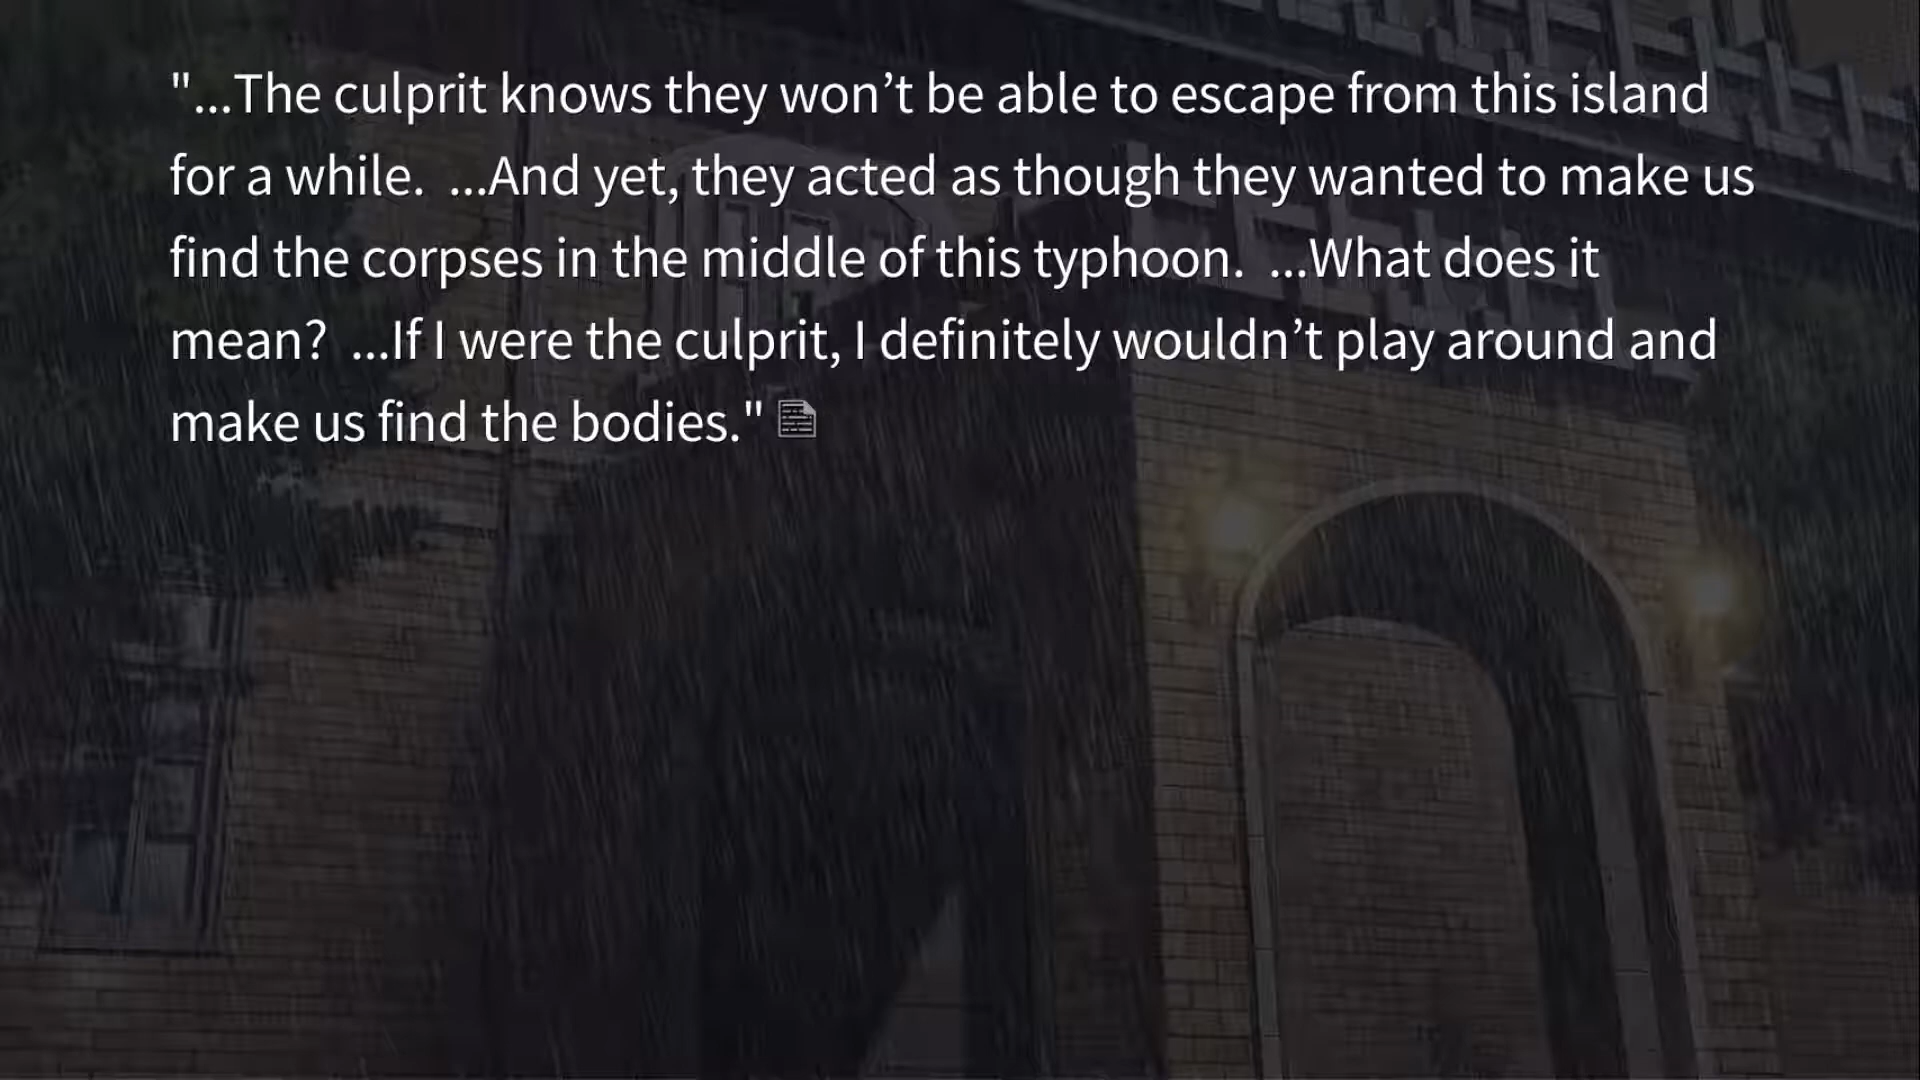 "...The culprit knows they won’t be able to escape from this island
for a while.  ...And yet, they acted as though they wanted to make us
find the corpses in the middle of this typhoon.  ...What does it
mean?  ...If I were the culprit, I definitely wouldn’t play around and
make us find the bodies."